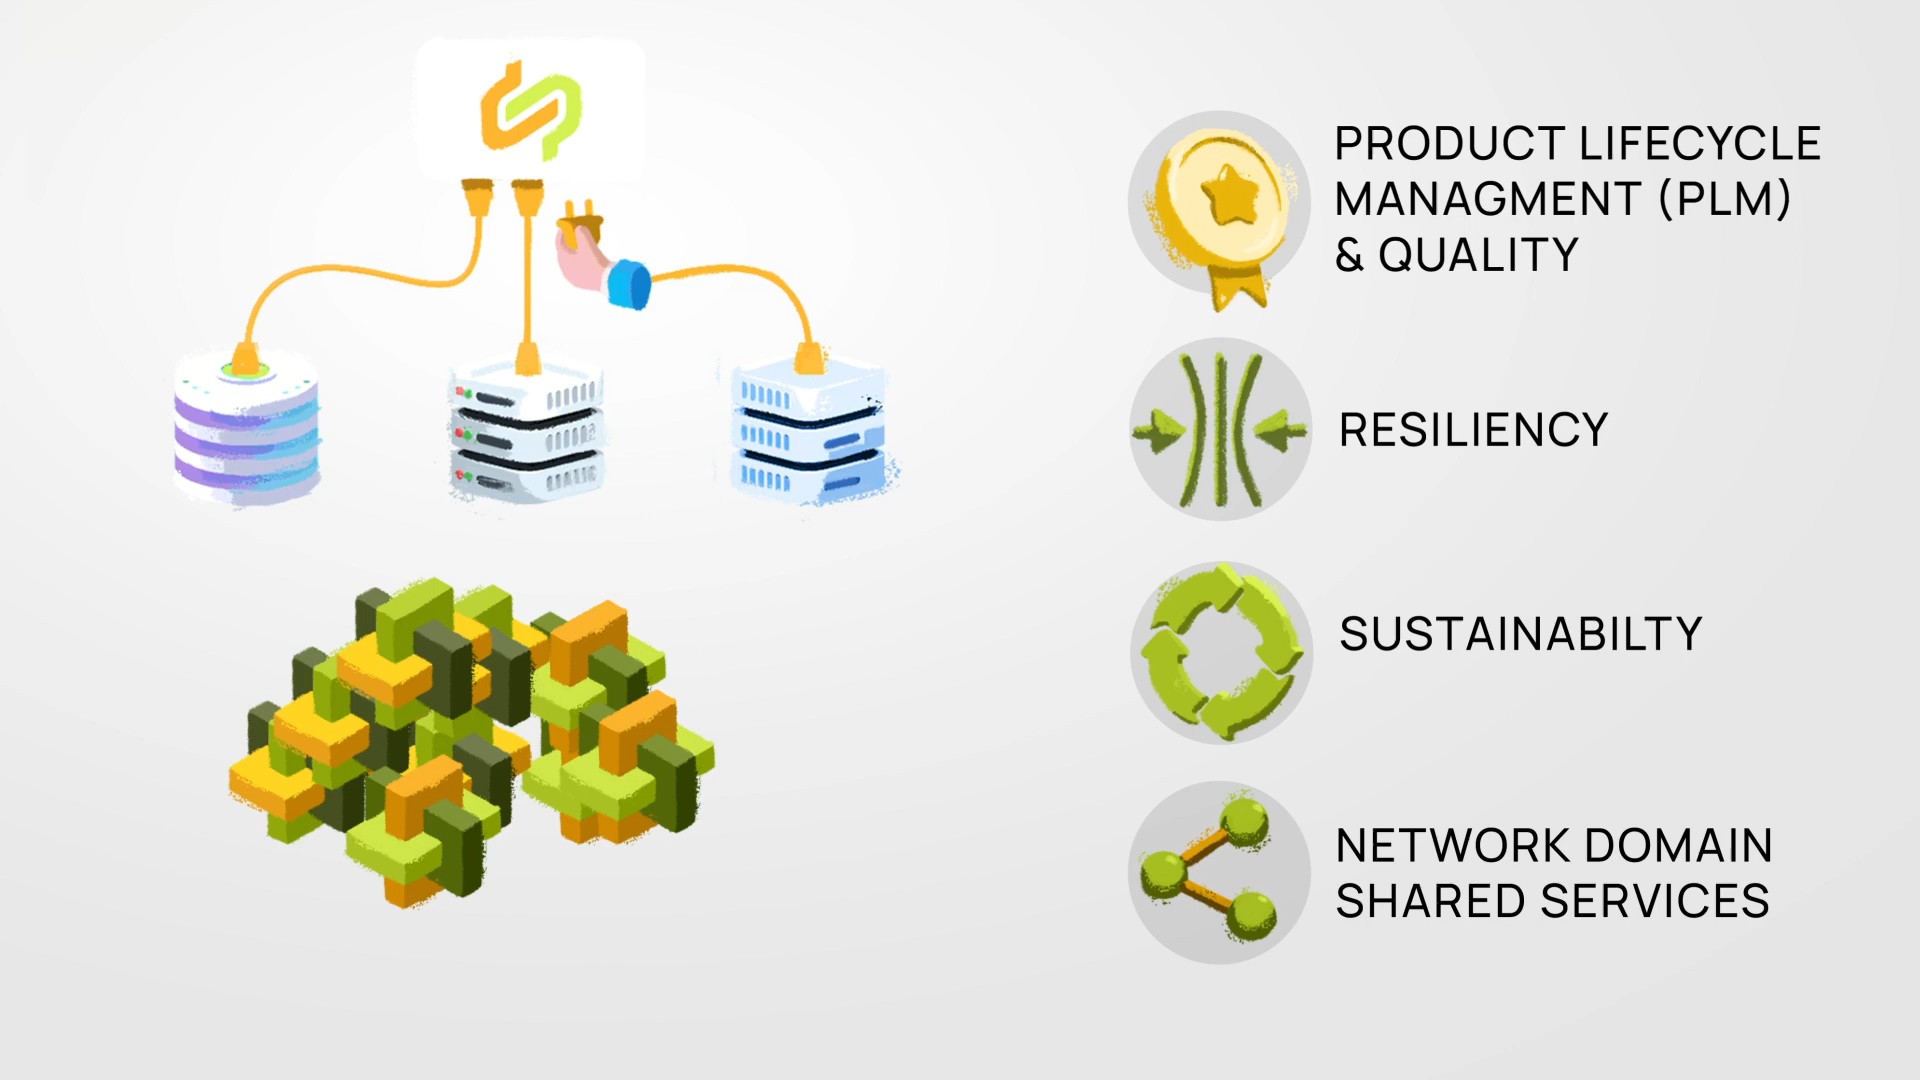 PRODUCT LIFECYCLE
MANAGMENT (PLM)
& QUALITY
RESILIENCY
SUSTAINABILTY
NETWORK DOMAIN
SHARED SERVICES